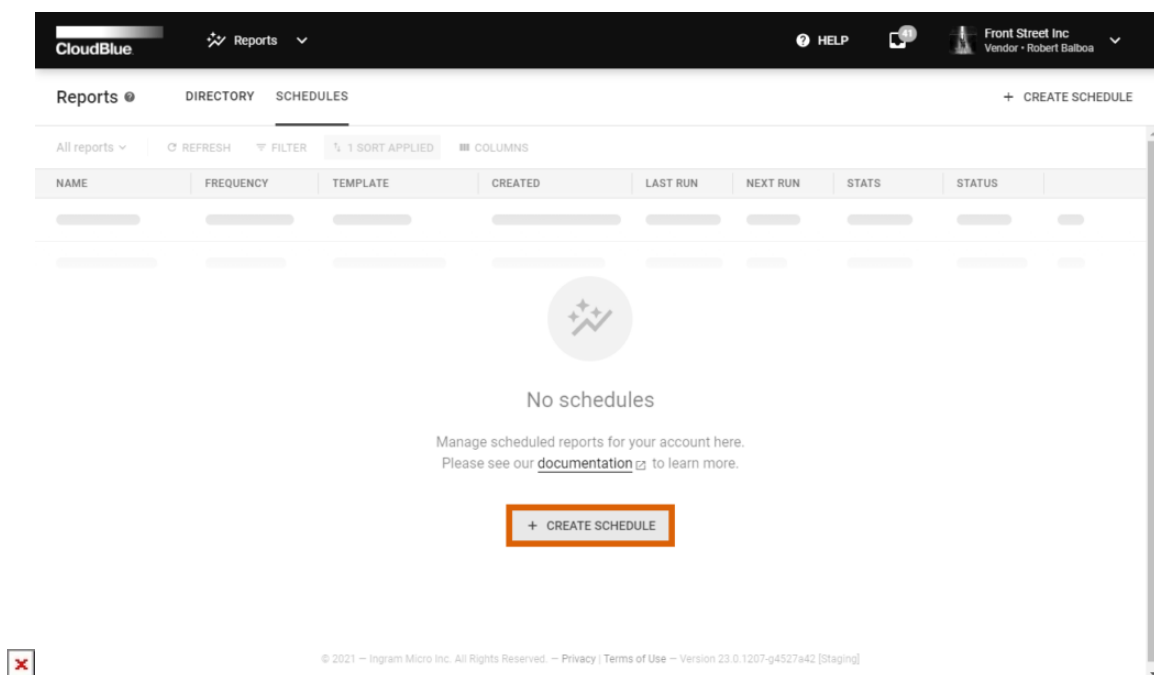 CloudBlue Reports HELP 41 Front Street Inc
Vendor • Robert Balboa
Reports DIRECTORY SCHEDULES + CREATE SCHEDULE
All reports REFRESH FILTER 1 SORT APPLIED COLUMNS
NAME FREQUENCY TEMPLATE CREATED LAST RUN NEXT RUN STATS STATUS
No schedules
Manage scheduled reports for your account here.
Please see our documentation to learn more.
+ CREATE SCHEDULE
© 2021 — Ingram Micro Inc. All Rights Reserved. — Privacy | Terms of Use — Version 23.0.1207-g4527a42 [Staging]